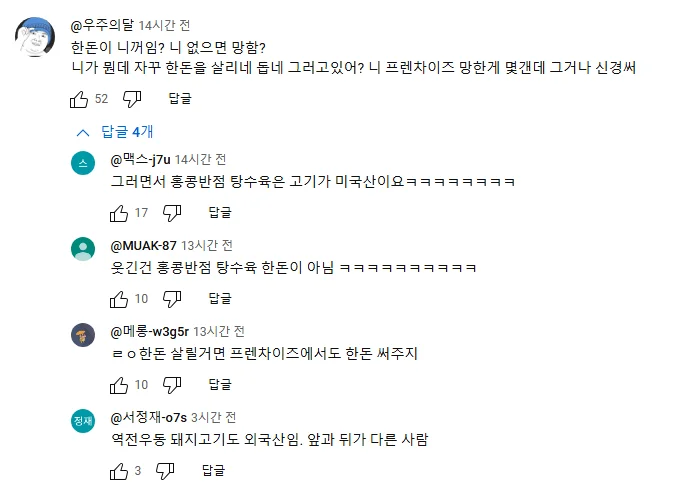 @우주의달 14시간 전
한돈이 니꺼임? 니 없으면 망함?
니가 뭔데 자꾸 한돈을 살리네 돕네 그러고있어? 니 프렌차이즈 망한게 몇갠데 그거나 신경써
52 답글
답글 4개
스 @맥스-j7u 14시간 전
그러면서 홍콩반점 탕수육은 고기가 미국산이요ㅋㅋㅋㅋㅋㅋㅋㅋ
17 답글
@MUAK-87 13시간 전
웃긴건 홍콩반점 탕수육 한돈이 아님 ㅋㅋㅋㅋㅋㅋㅋㅋㅋㅋ
10 답글
@메롱-w3g5r 13시간 전
ㄹㅇ한돈 살릴거면 프렌차이즈에서도 한돈 써주지
10 답글
정재 @서정재-o7s 3시간 전
역전우동 돼지고기도 외국산임. 앞과 뒤가 다른 사람
3 답글